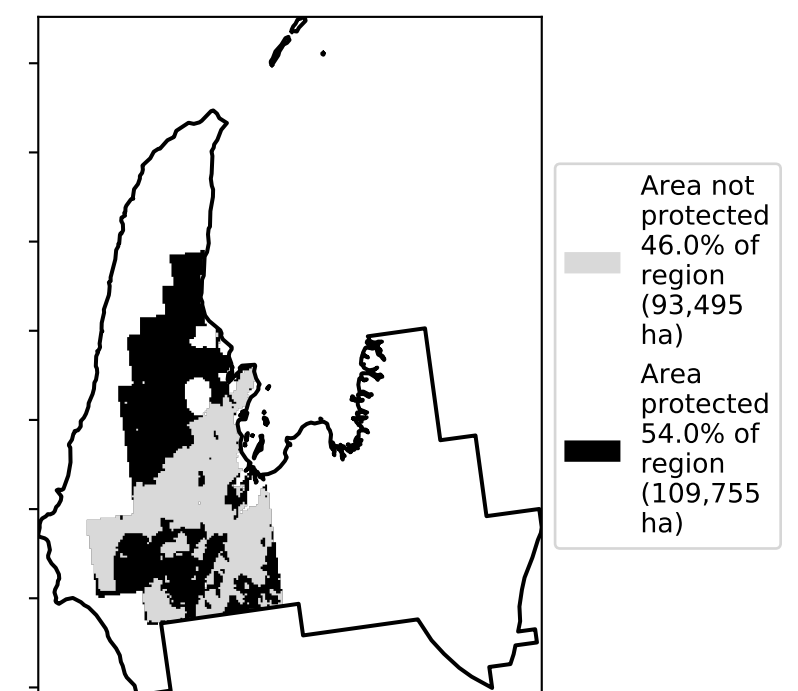 Area not
protected
46.0% of
region
(93,495
ha)
Area
protected
54.0% of
region
(109,755
ha)